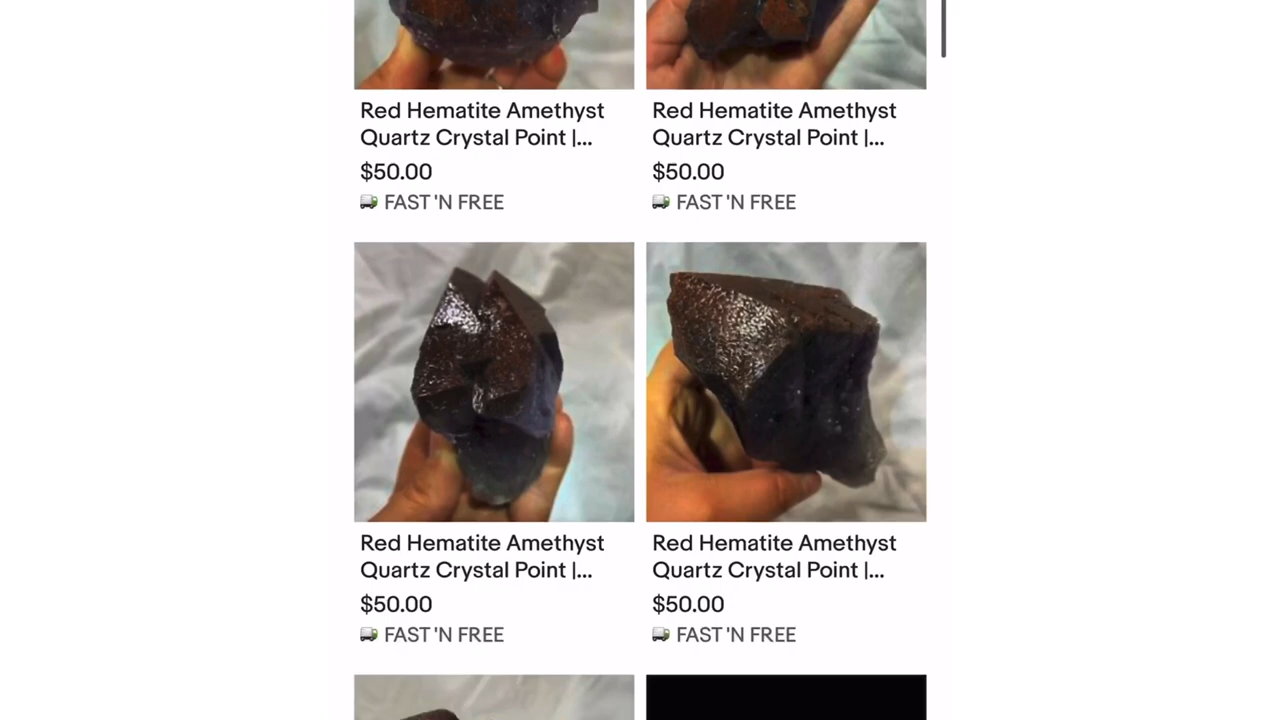 Red Hematite Amethyst
Quartz Crystal Point |...
$50.00
FAST 'N FREE
Red Hematite Amethyst
Quartz Crystal Point |...
$50.00
FAST 'N FREE
Red Hematite Amethyst
Quartz Crystal Point |...
$50.00
FAST 'N FREE
Red Hematite Amethyst
Quartz Crystal Point |...
$50.00
FAST 'N FREE